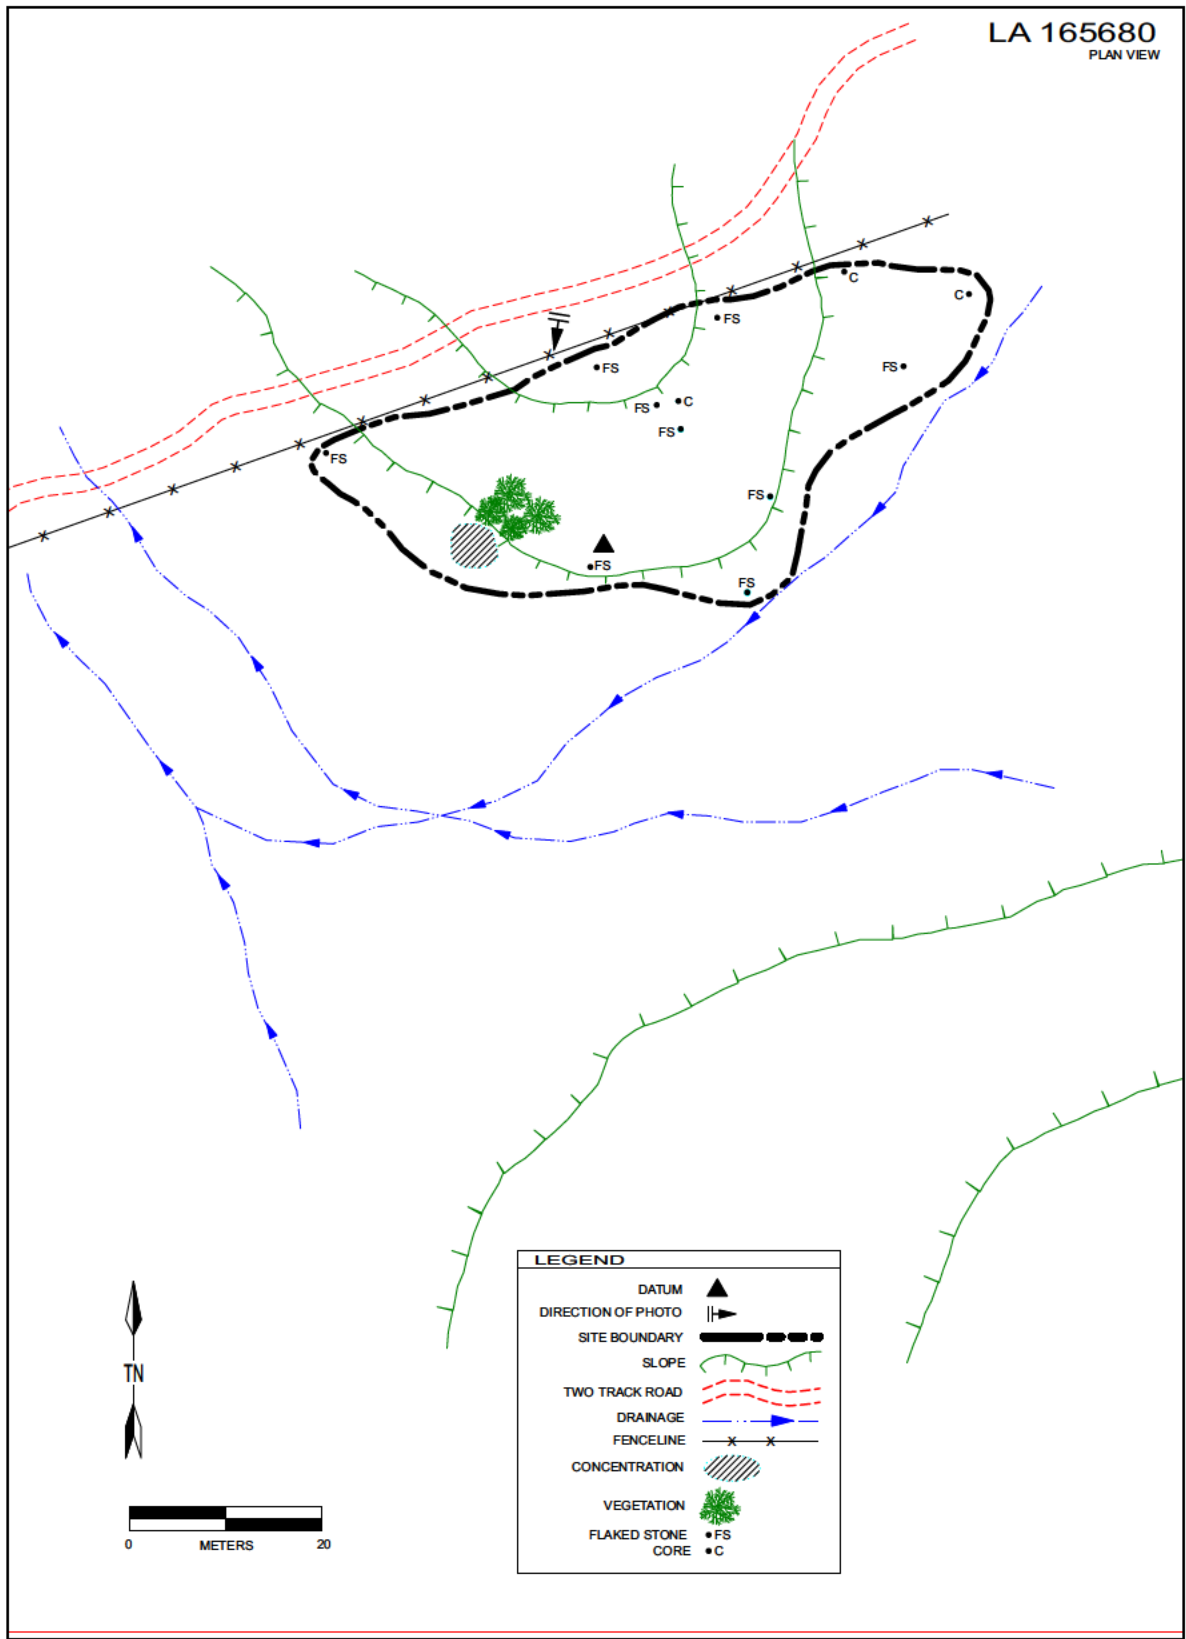 LA 165680
PLAN VIEW
C
C
FS
FS
FS
C
FS
FS
FS
FS
FS
FS
LEGEND
DATUM
DIRECTION OF PHOTO
SITE BOUNDARY
SLOPE
TWO TRACK ROAD
DRAINAGE
FENCELINE
CONCENTRATION
VEGETATION
FLAKED STONE FS
CORE C
TN
0 METERS 20